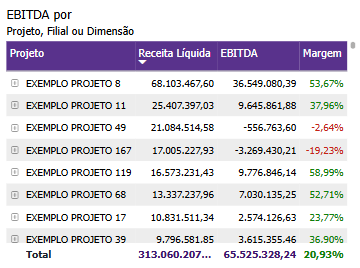 EBITDA por
Projeto, Filial ou Dimensão
Projeto Receita Líquida EBITDA Margem
EXEMPLO PROJETO 8 68.103.467,60 36.549.080,39 53,67%
EXEMPLO PROJETO 11 25.407.397,03 9.645.861,88 37,96%
EXEMPLO PROJETO 49 21.084.514,58 -556.763,60 -2,64%
EXEMPLO PROJETO 167 17.005.227,93 -3.269.430,21 -19,23%
EXEMPLO PROJETO 119 16.573.231,43 9.776.846,14 58,99%
EXEMPLO PROJETO 68 13.337.237,96 7.030.135,25 52,71%
EXEMPLO PROJETO 17 10.831.511,34 2.574.126,63 23,77%
EXEMPLO PROJETO 39 9.796.581,85 3.615.355,46 36,90%
Total 313.060.207... 65.525.328,24 20,93%